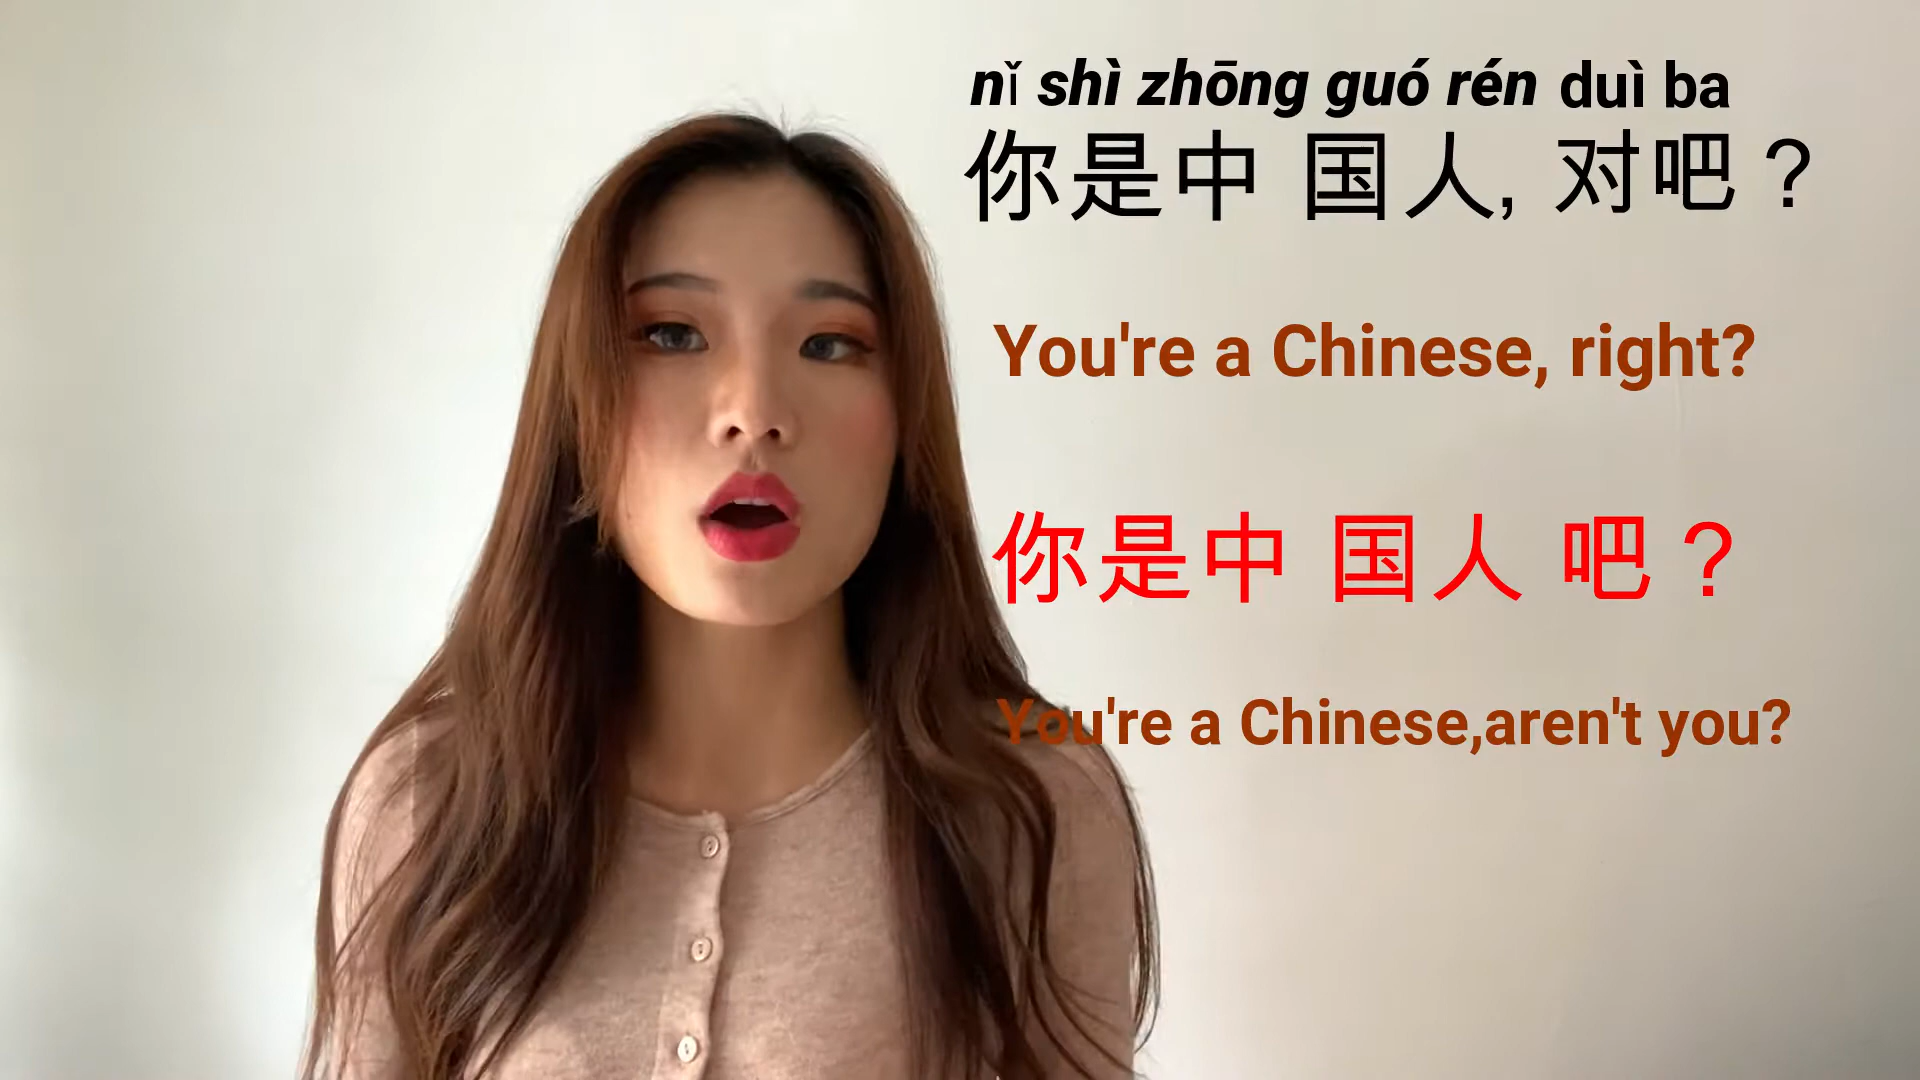 nǐ shì zhōng guó rén duì ba
你是中 国人, 对吧？
You're a Chinese, right?
你是中 国人 吧 ？
You're a Chinese,aren't you?